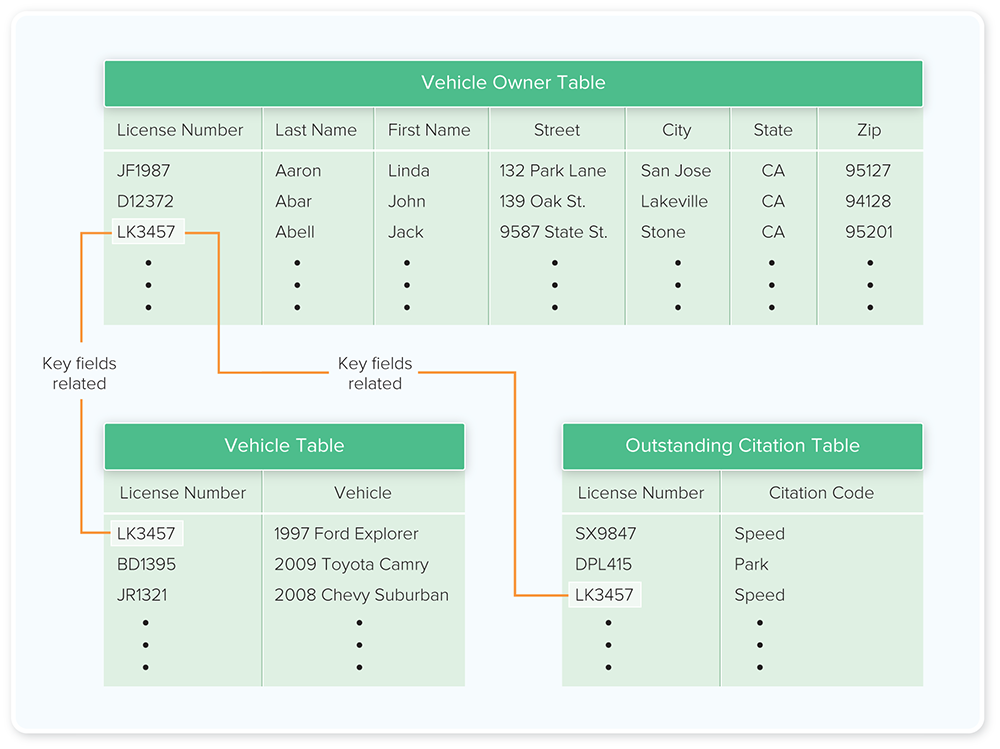 Vehicle Owner Table
License Number Last Name First Name Street City State Zip
JF1987 Aaron Linda 132 Park Lane San Jose CA 95127
D12372 Abar John 139 Oak St. Lakeville CA 94128
LK3457 Abell Jack 9587 State St. Stone CA 95201
Key fields
related
Key fields
related
Vehicle Table
License Number Vehicle
LK3457 1997 Ford Explorer
BD1395 2009 Toyota Camry
JR1321 2008 Chevy Suburban
Outstanding Citation Table
License Number Citation Code
SX9847 Speed
DPL415 Park
LK3457 Speed